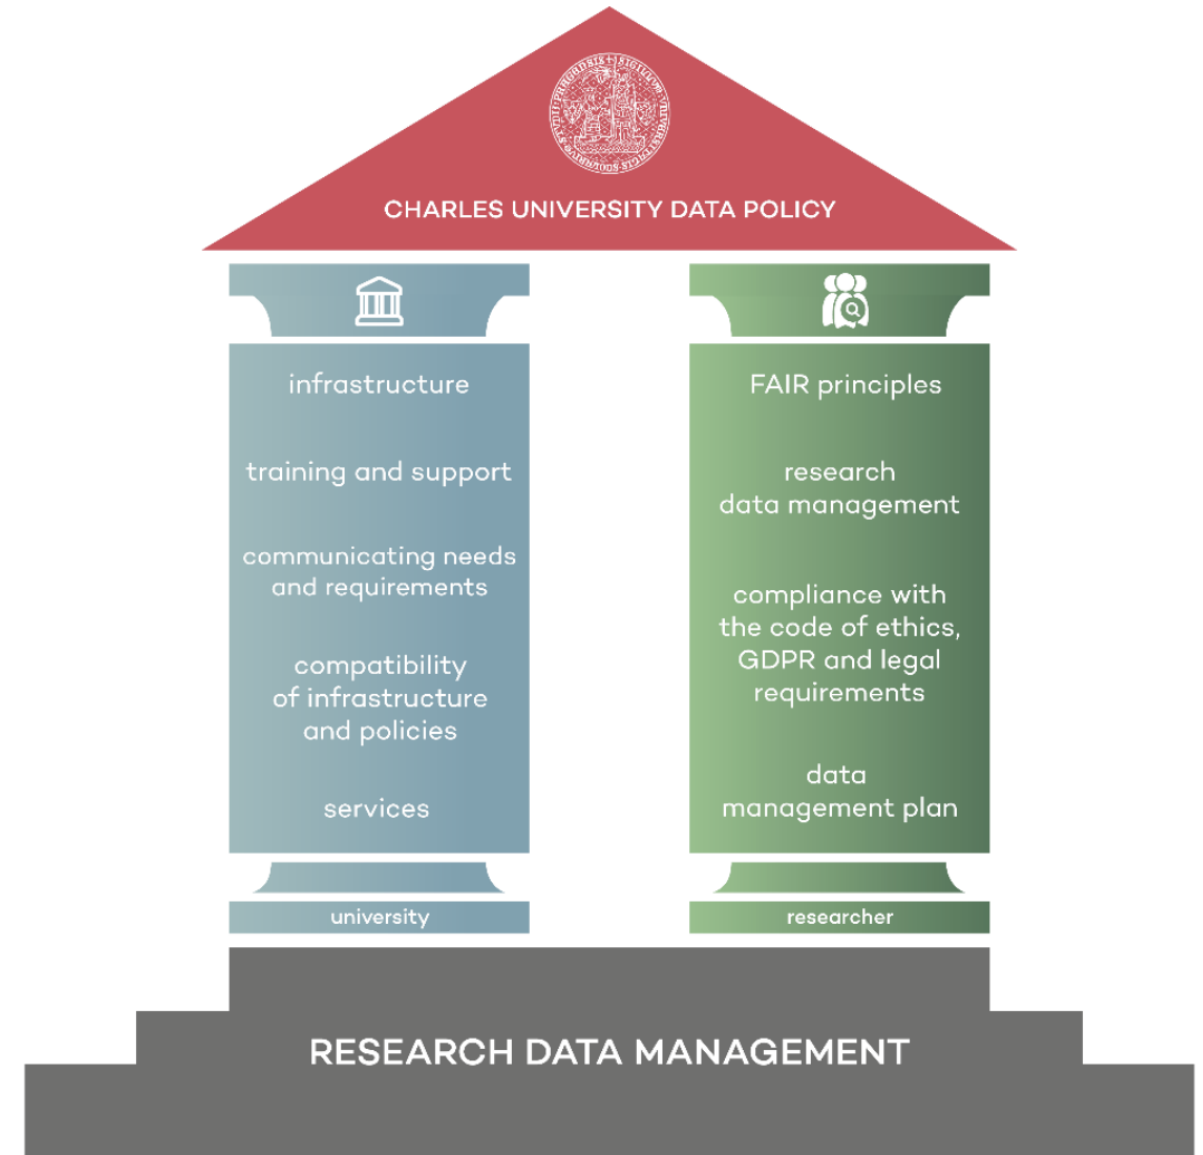 CHARLES UNIVERSITY DATA POLICY
infrastructure
training and support
communicating needs
and requirements
compatibility
of infrastructure
and policies
services
university
FAIR principles
research
data management
compliance with
the code of ethics,
GDPR and legal
requirements
data
management plan
researcher
RESEARCH DATA MANAGEMENT